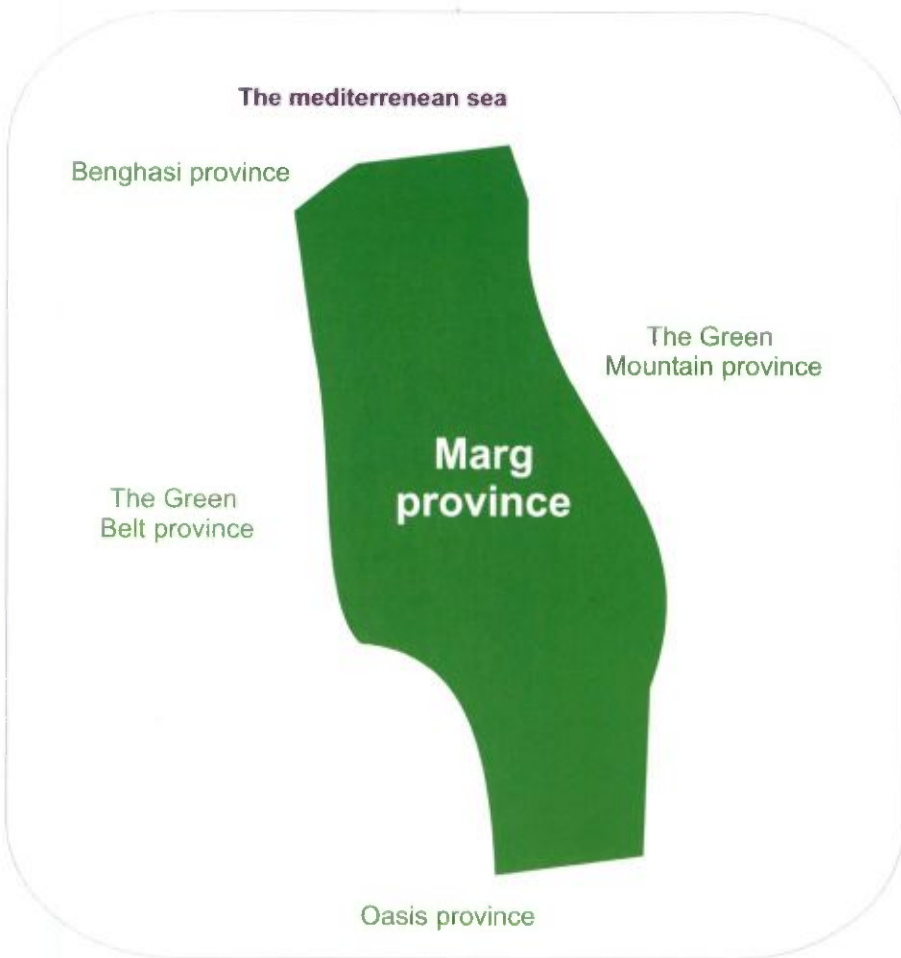 The mediterrenean sea
Benghasi province
The Green
Mountain province
Marg
province
The Green
Belt province
Oasis province